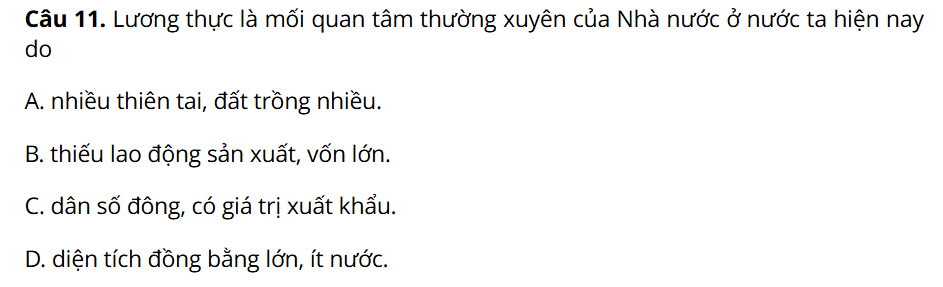 Câu 11. Lương thực là mối quan tâm thường xuyên của Nhà nước ở nước ta hiện nay
do
A. nhiều thiên tai, đất trồng nhiều.
B. thiếu lao động sản xuất, vốn lớn.
C. dân số đông, có giá trị xuất khẩu.
D. diện tích đồng bằng lớn, ít nước.